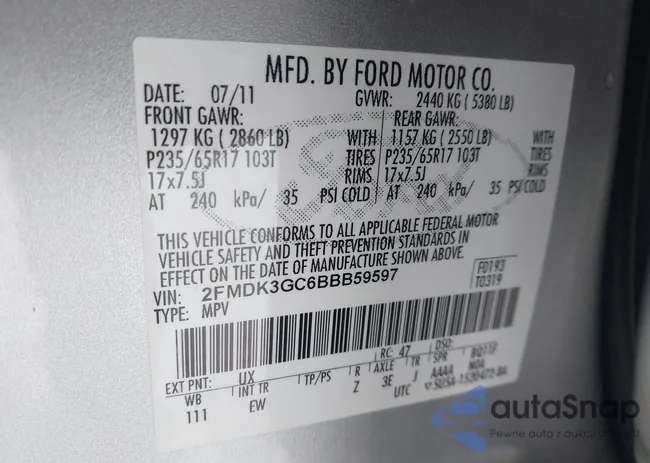 MFD. BY FORD MOTOR CO.
DATE: 07/11 GVWR: 2440 KG ( 5380 LB)
FRONT GAWR: REAR GAWR:
1297 KG ( 2860 LB) WITH 1157 KG ( 2550 LB) WITH
P235/65R17 103T TIRES P235/65R17 103T TIRES
17x7.5J RIMS 17x7.5J RIMS
AT 240 kPa/ 35 PSI COLD AT 240 kPa/ 35 PSI COLD
THIS VEHICLE CONFORMS TO ALL APPLICABLE FEDERAL MOTOR
VEHICLE SAFETY AND THEFT PREVENTION STANDARDS IN
EFFECT ON THE DATE OF MANUFACTURE SHOWN ABOVE.
VIN: 2FMDK3GC6BBB59597 F0193
TYPE: MPV T0319
EXT PNT: UX RC: 47 DSO:
WB INT TR TP/PS R AXLE TR SPR
111 EW Z 3E J AAAA N0A
UTC
autaSnap
Pewne auta z aukcji